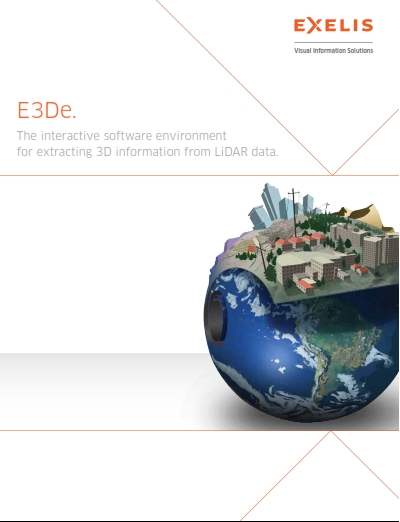 EXELIS
Visual Information Solutions
E3De.
The interactive software environment
for extracting 3D information from LiDAR data.